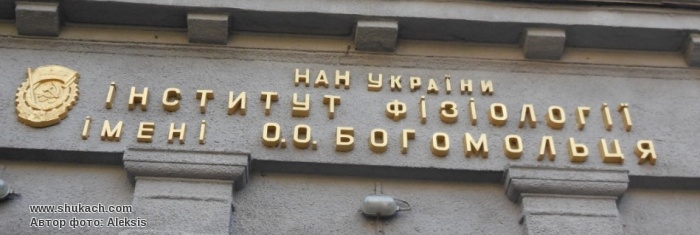 НАН УКРАЇНИ
ІНСТИТУТ ФІЗІОЛОГІЇ
ІМЕНІ О.О. БОГОМОЛЬЦЯ
www.shukach.com
Автор фото: Aleksis